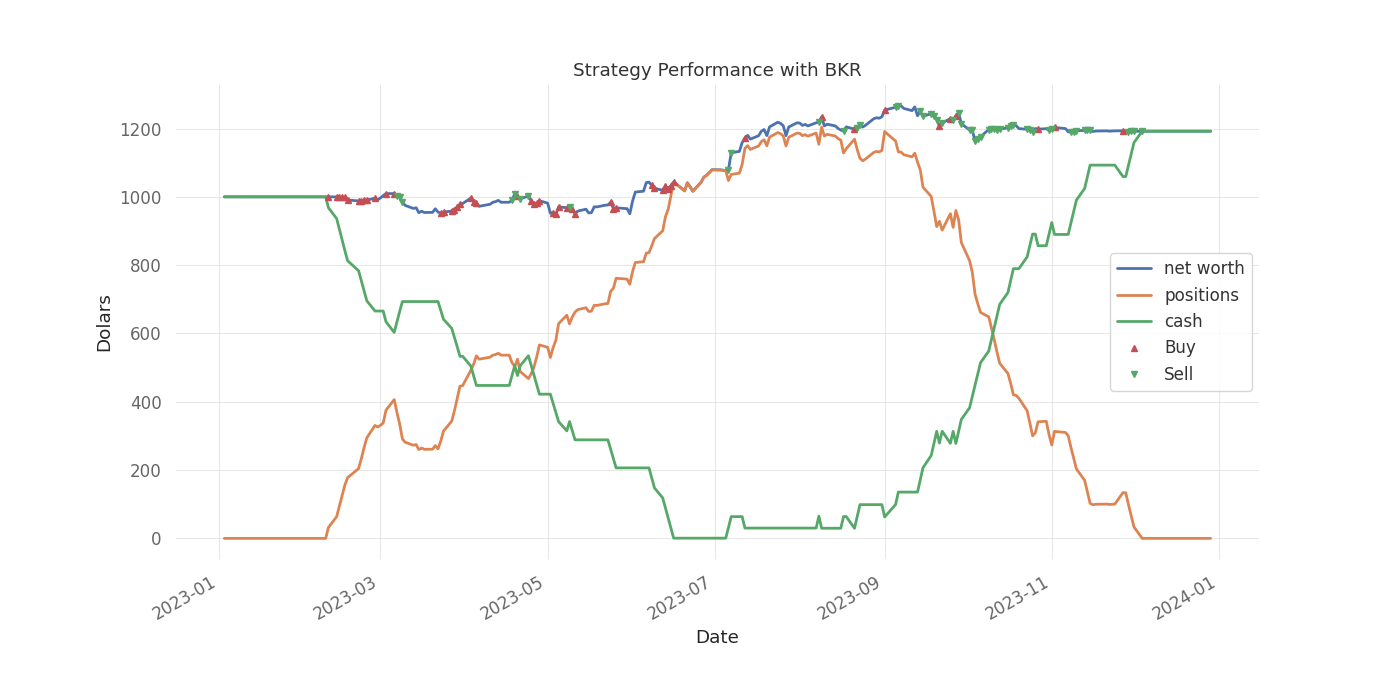 Strategy Performance with BKR
Dolars
1200
1000
800
600
400
200
0
net worth
positions
cash
Buy
Sell
2023-01
2023-03
2023-05
2023-07
2023-09
2023-11
2024-01
Date